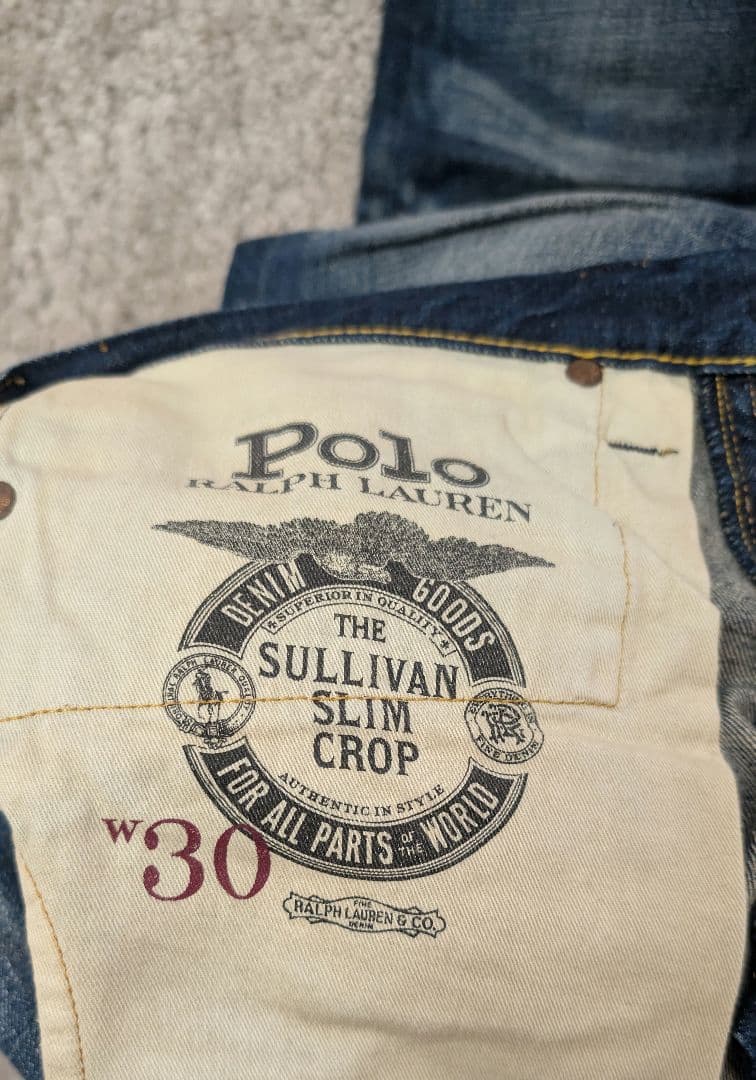 Polo
RALPH LAUREN
DENIM GOODS
SUPERIOR IN QUALITY
THE
SULLIVAN
SLIM
CROP
AUTHENTIC IN STYLE
FOR ALL PARTS OF THE WORLD
W30
FINE
RALPH LAUREN & CO.
DENIM